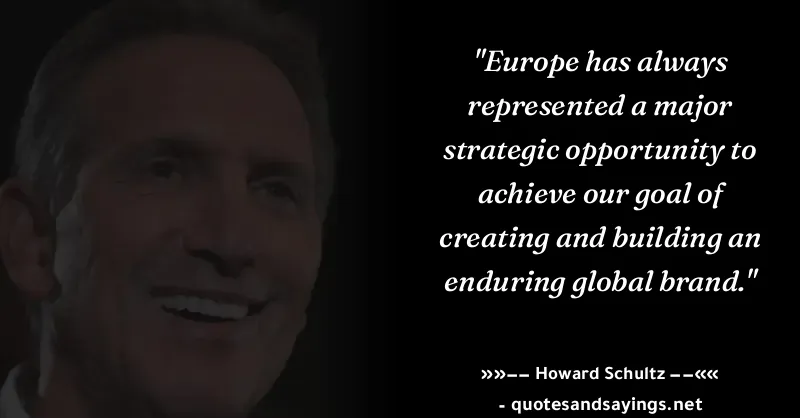 "Europe has always
represented a major
strategic opportunity to
achieve our goal of
creating and building an
enduring global brand."
»»–– Howard Schultz ––««
- quotesandsayings.net